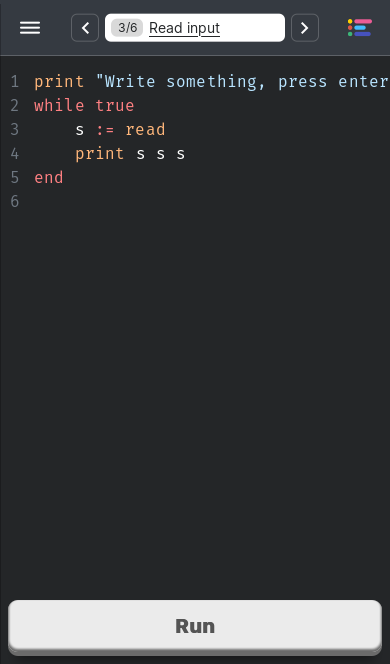 3/6 Read input
1 print "Write something, press enter
2 while true
3     s := read
4     print s s s
5 end
6
Run